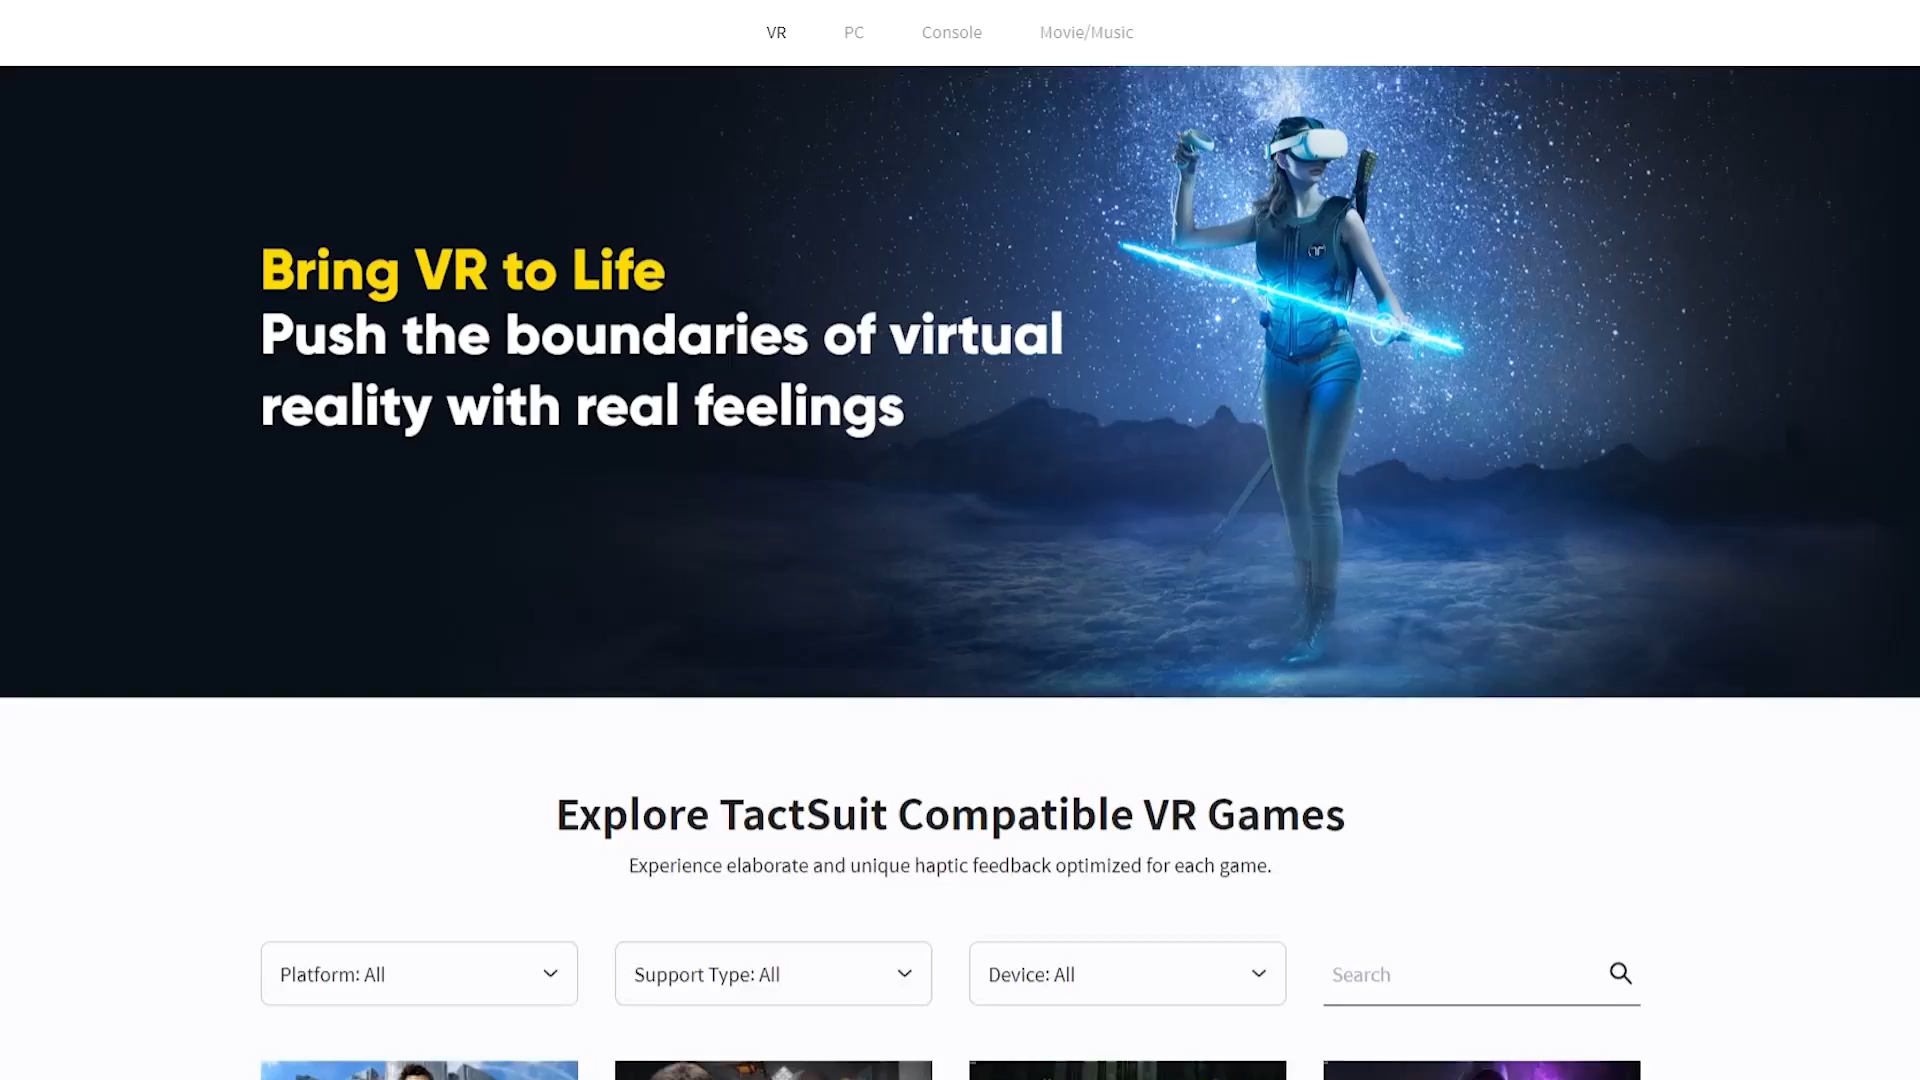 VR
PC
Console
Movie/Music
Bring VR to Life
Push the boundaries of virtual
reality with real feelings
Explore TactSuit Compatible VR Games
Experience elaborate and unique haptic feedback optimized for each game.
Platform: All
Support Type: All
Device: All
Search